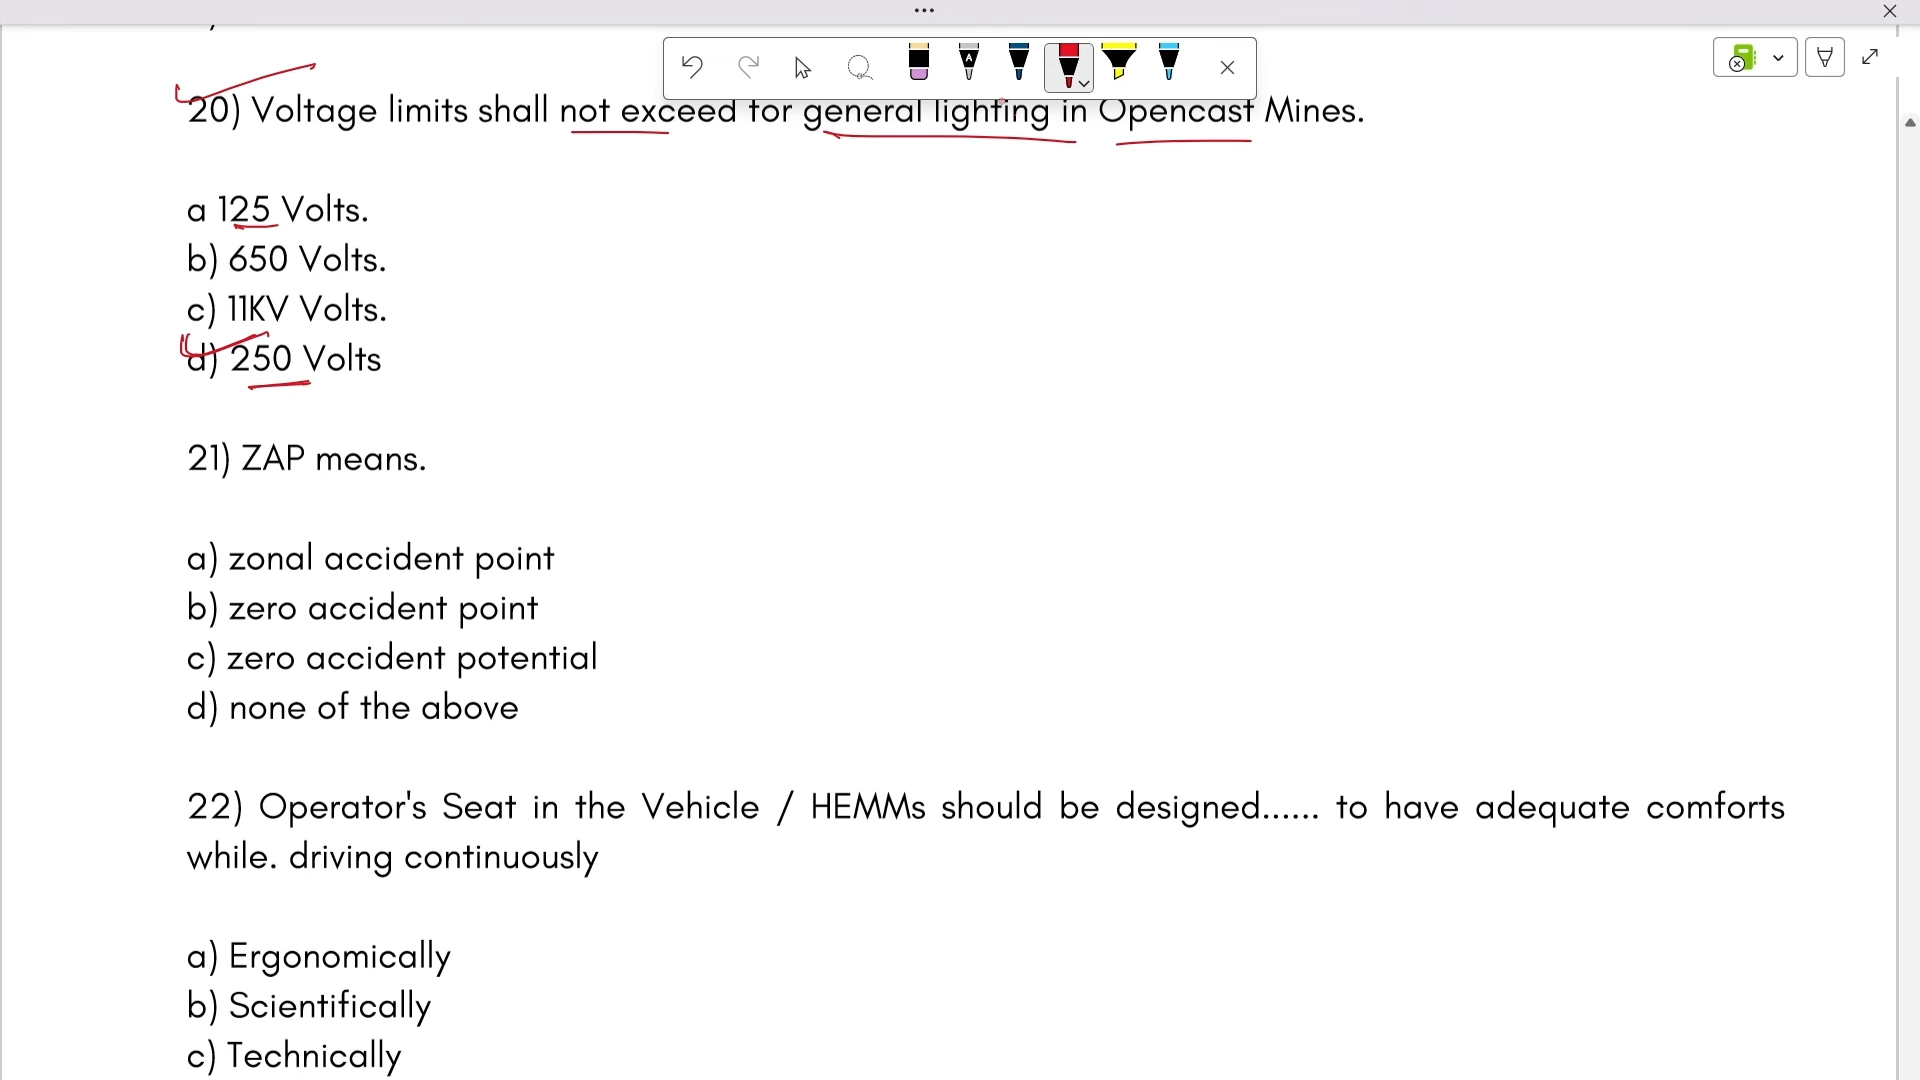 20) Voltage limits shall not exceed for general lighting in Opencast Mines.
a 125 Volts.
b) 650 Volts.
c) 11KV Volts.
d) 250 Volts
21) ZAP means.
a) zonal accident point
b) zero accident point
c) zero accident potential
d) none of the above
22) Operator's Seat in the Vehicle / HEMMs should be designed...... to have adequate comforts
while. driving continuously
a) Ergonomically
b) Scientifically
c) Technically